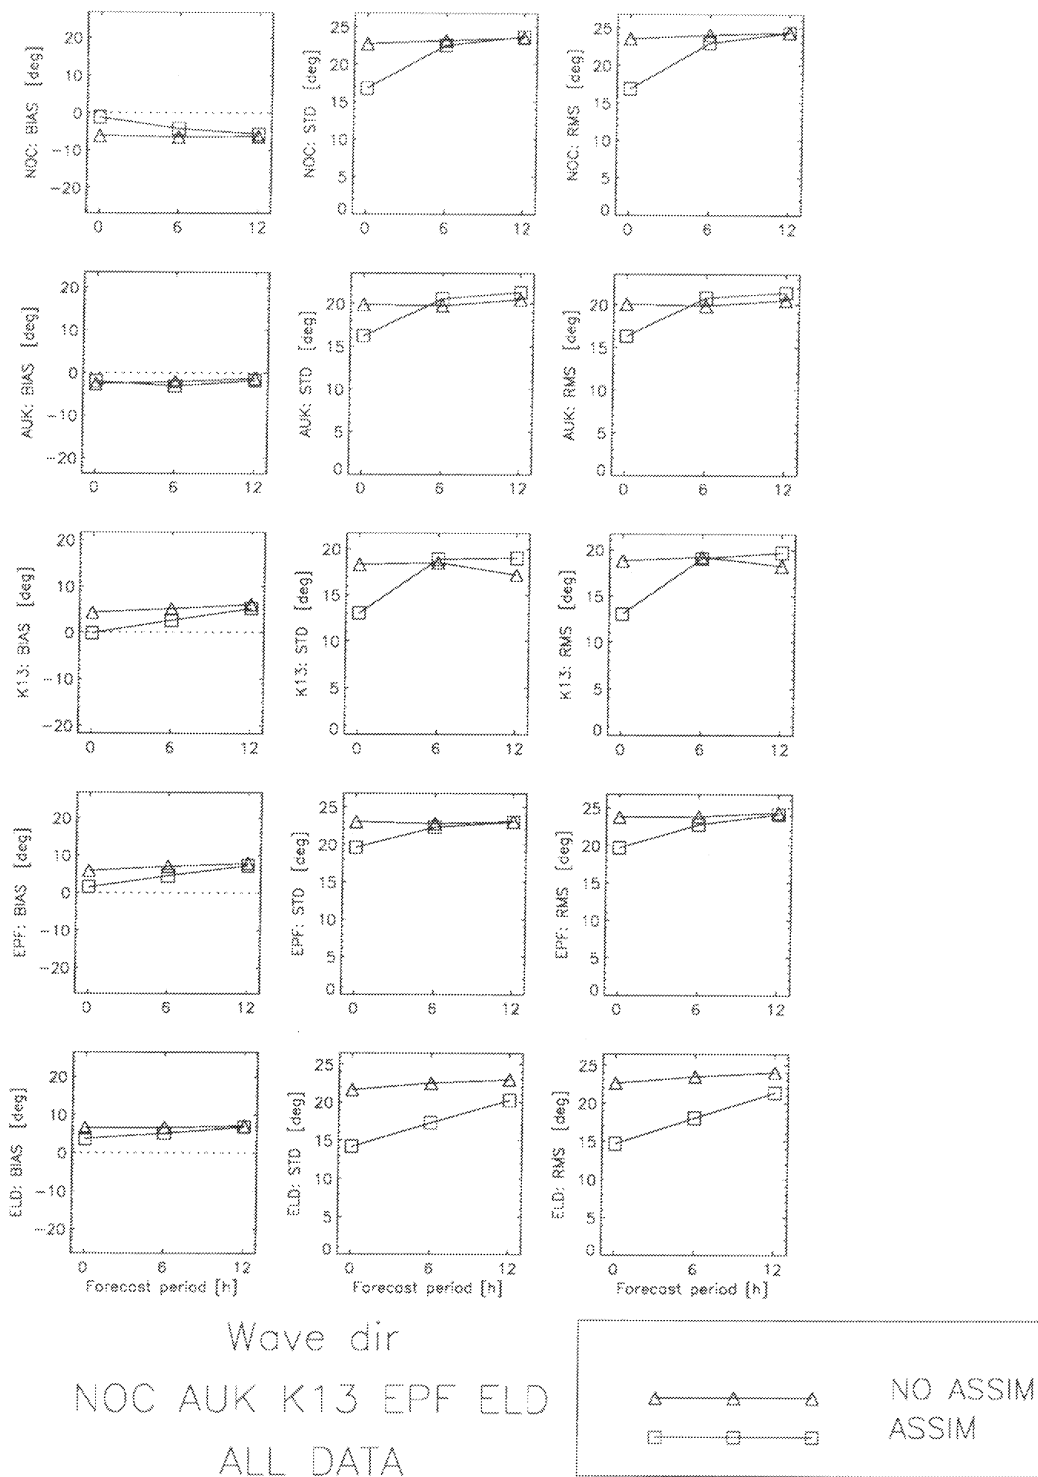 NOC: BIAS [deg]
20
10
0
−10
−20
0 6 12
NOC: STD [deg]
25
20
15
10
5
0
0 6 12
NOC: RMS [deg]
25
20
15
10
5
0
0 6 12
AUK: BIAS [deg]
20
10
0
−10
−20
0 6 12
AUK: STD [deg]
20
15
10
5
0
0 6 12
AUK: RMS [deg]
20
15
10
5
0
0 6 12
K13: BIAS [deg]
20
10
0
−10
−20
0 6 12
K13: STD [deg]
20
15
10
5
0
0 6 12
K13: RMS [deg]
20
15
10
5
0
0 6 12
EPF: BIAS [deg]
20
10
0
−10
−20
0 6 12
EPF: STD [deg]
25
20
15
10
5
0
0 6 12
EPF: RMS [deg]
25
20
15
10
5
0
0 6 12
ELD: BIAS [deg]
20
10
0
−10
−20
0 6 12
Forecast period [h]
ELD: STD [deg]
25
20
15
10
5
0
0 6 12
Forecast period [h]
ELD: RMS [deg]
25
20
15
10
5
0
0 6 12
Forecast period [h]
Wave dir
NOC AUK K13 EPF ELD
ALL DATA
NO ASSIM
ASSIM